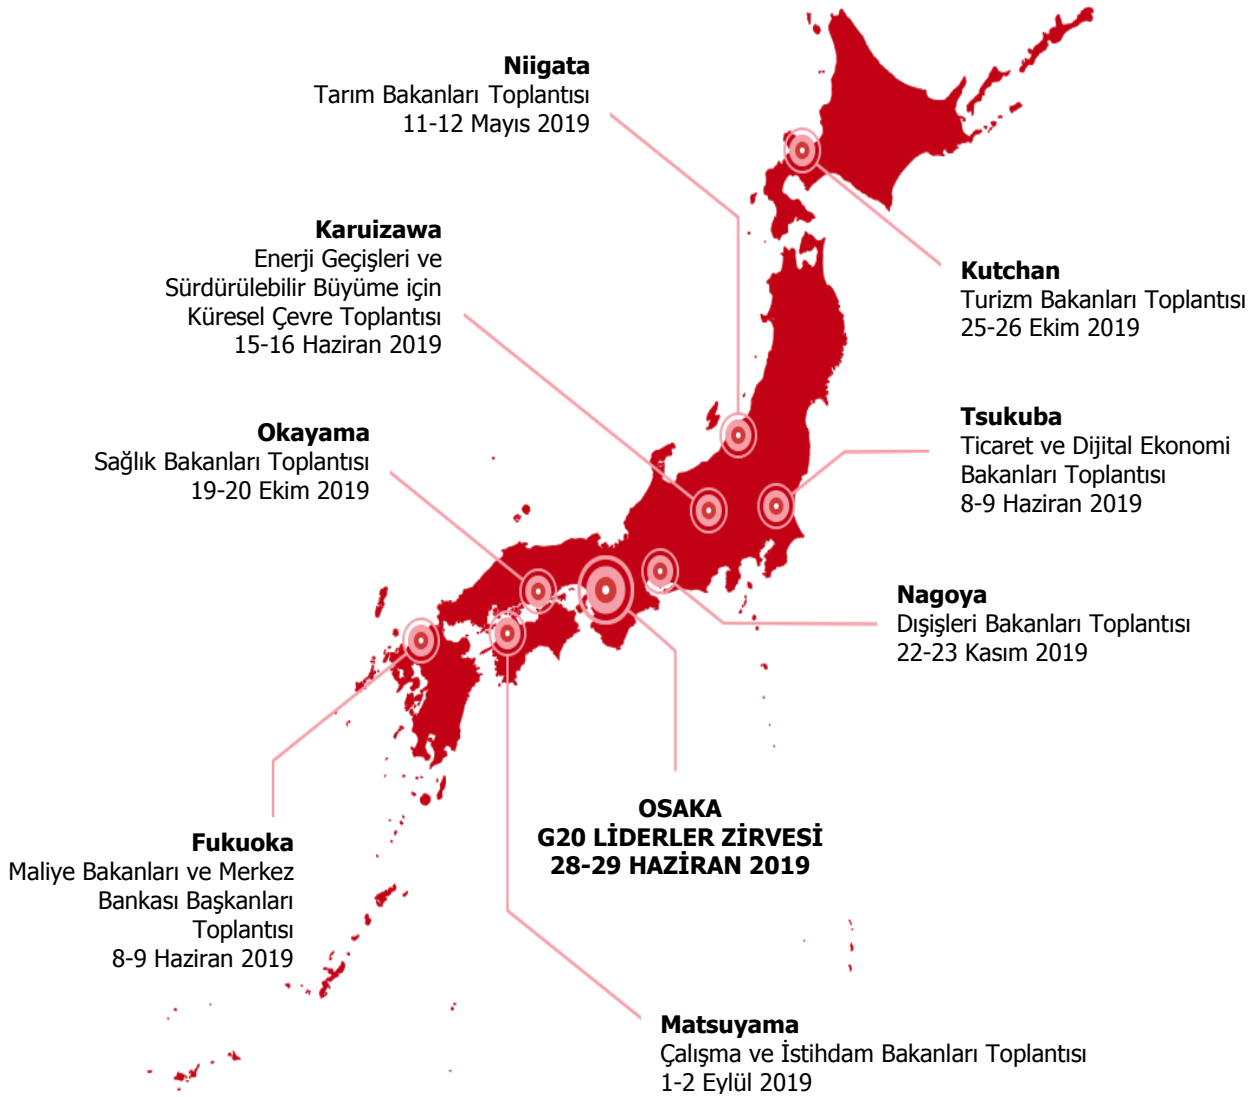 Niigata
Tarım Bakanları Toplantısı
11-12 Mayıs 2019
Karuizawa
Enerji Geçişleri ve
Sürdürülebilir Büyüme için
Küresel Çevre Toplantısı
15-16 Haziran 2019
Kutchan
Turizm Bakanları Toplantısı
25-26 Ekim 2019
Okayama
Sağlık Bakanları Toplantısı
19-20 Ekim 2019
Tsukuba
Ticaret ve Dijital Ekonomi
Bakanları Toplantısı
8-9 Haziran 2019
Nagoya
Dışişleri Bakanları Toplantısı
22-23 Kasım 2019
OSAKA
G20 LİDERLER ZİRVESİ
28-29 HAZİRAN 2019
Fukuoka
Maliye Bakanları ve Merkez
Bankası Başkanları
Toplantısı
8-9 Haziran 2019
Matsuyama
Çalışma ve İstihdam Bakanları Toplantısı
1-2 Eylül 2019